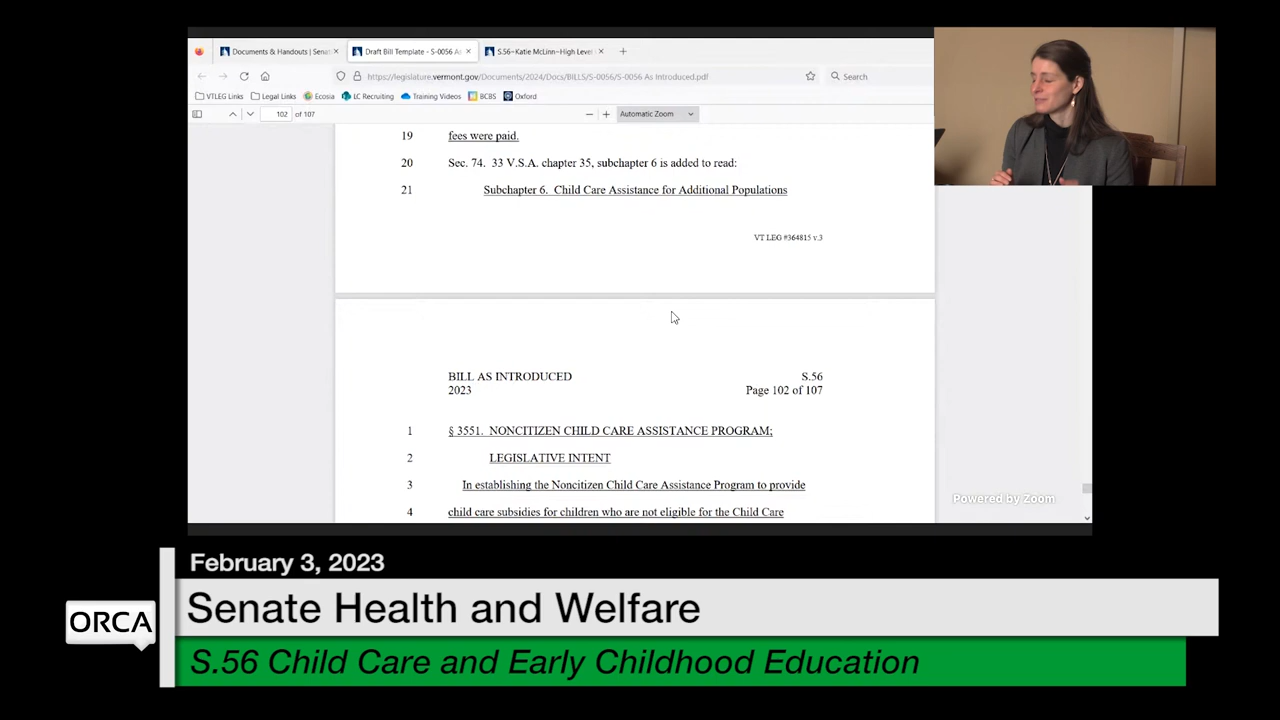 Documents & Handouts | Sena
Draft Bill Template - S-0056 As
S.56~Katie McLinn~High Level
https://legislature.vermont.gov/Documents/2024/Docs/BILLS/S-0056/S-0056 As Introduced.pdf
Search
VTLEG Links
Legal Links
Ecosia
LC Recruiting
Training Videos
BCBS
Oxford
102 of 107
Automatic Zoom
19 fees were paid.
20 Sec. 74. 33 V.S.A. chapter 35, subchapter 6 is added to read:
21 Subchapter 6. Child Care Assistance for Additional Populations
VT LEG #364815 v.3
BILL AS INTRODUCED S.56
2023 Page 102 of 107
1 § 3551. NONCITIZEN CHILD CARE ASSISTANCE PROGRAM;
2 LEGISLATIVE INTENT
3 In establishing the Noncitizen Child Care Assistance Program to provide
4 child care subsidies for children who are not eligible for the Child Care
Powered by Zoom
February 3, 2023
ORCA
Senate Health and Welfare
S.56 Child Care and Early Childhood Education